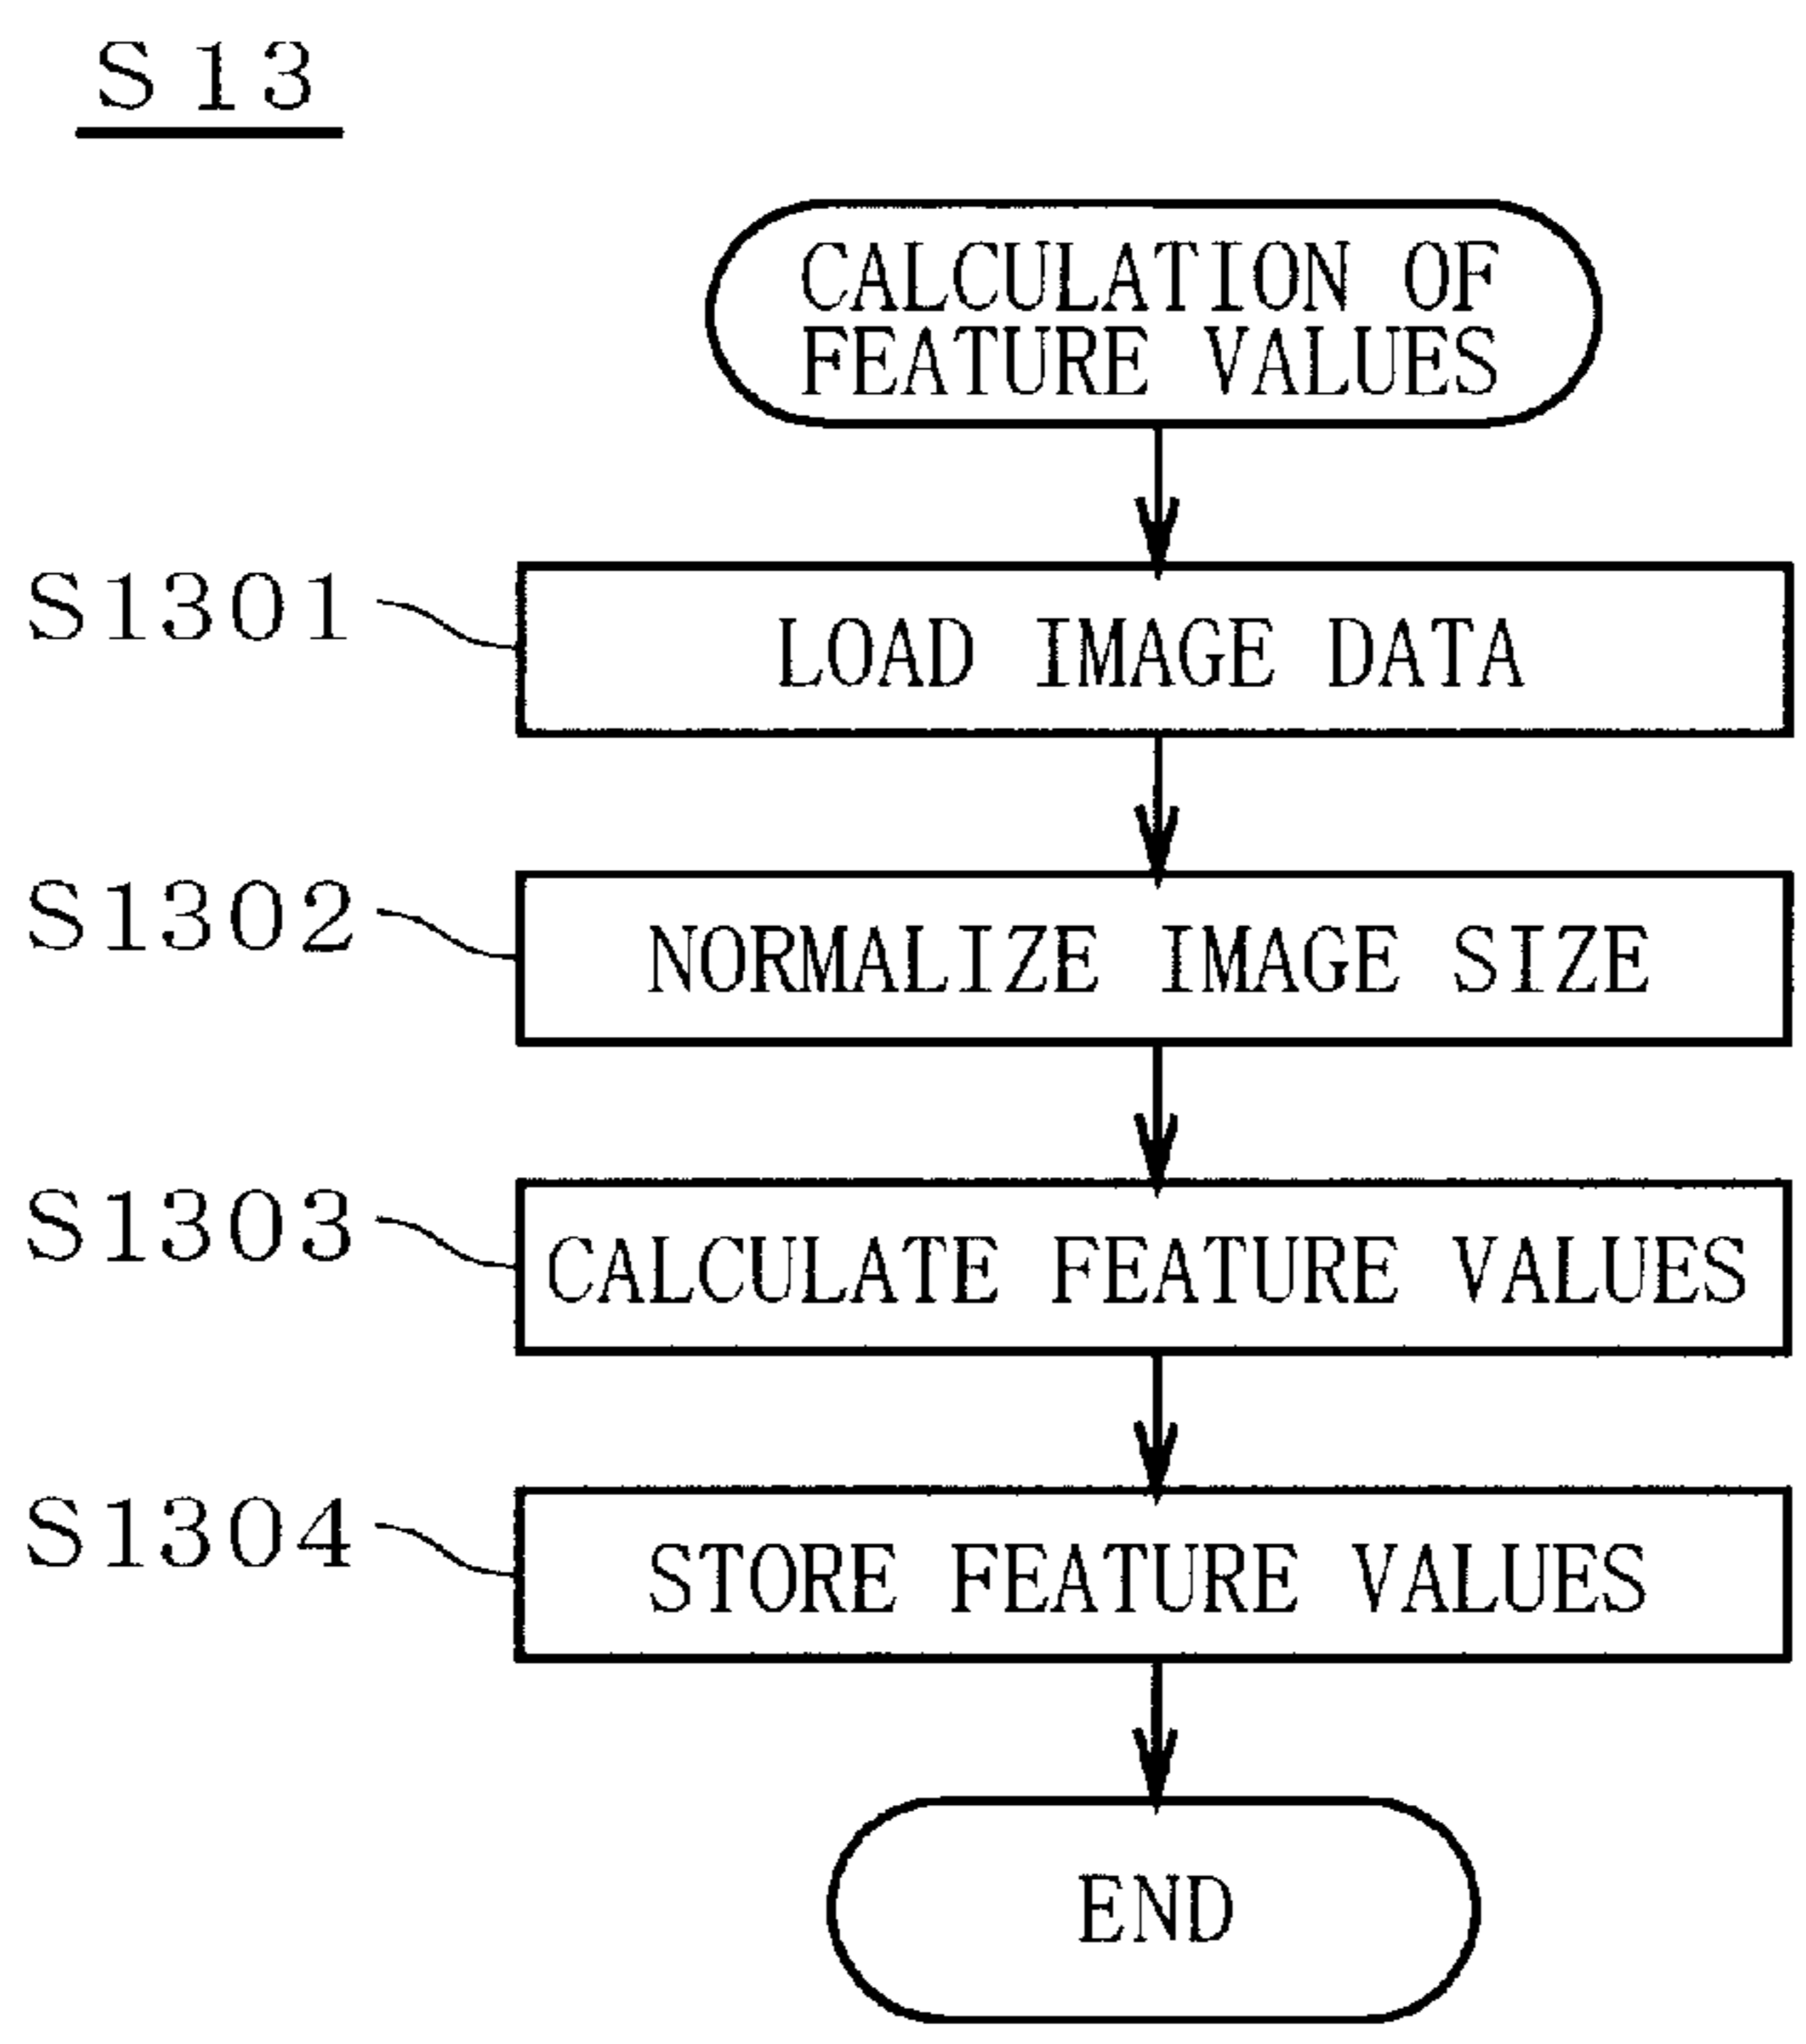 S13
CALCULATION OF
FEATURE VALUES
S1301
LOAD IMAGE DATA
S1302
NORMALIZE IMAGE SIZE
S1303
CALCULATE FEATURE VALUES
S1304
STORE FEATURE VALUES
END